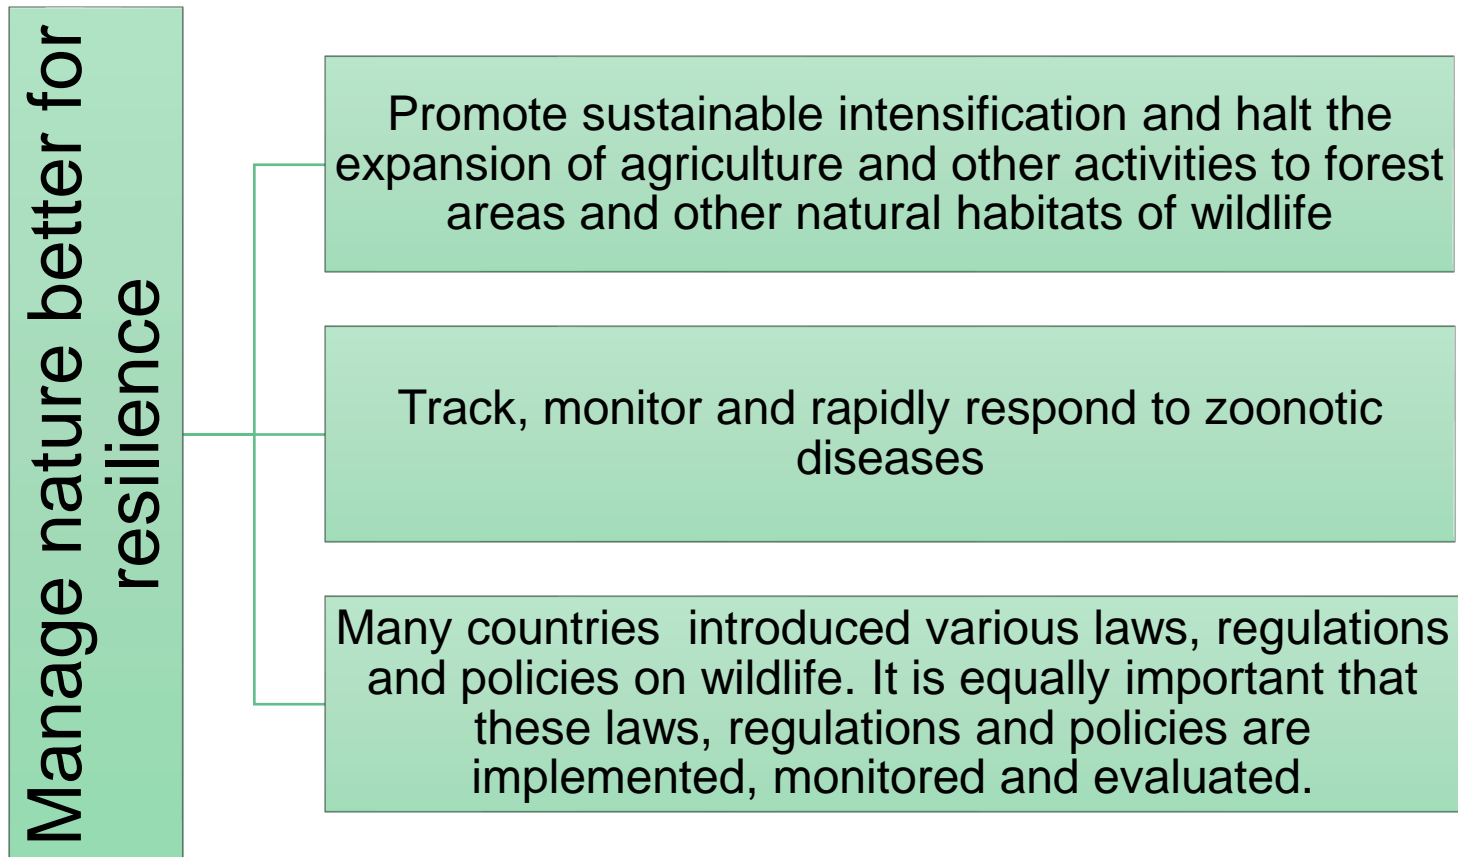 Manage nature better for
resilience
Promote sustainable intensification and halt the
expansion of agriculture and other activities to forest
areas and other natural habitats of wildlife
Track, monitor and rapidly respond to zoonotic
diseases
Many countries  introduced various laws, regulations
and policies on wildlife. It is equally important that
these laws, regulations and policies are
implemented, monitored and evaluated.